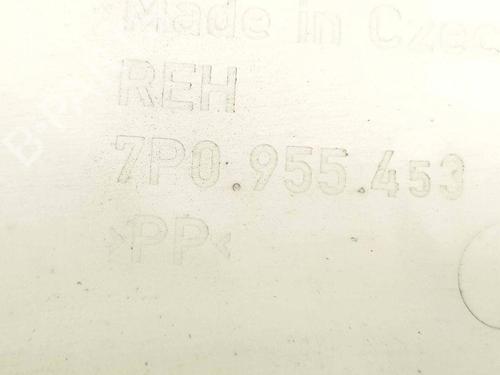 Made in Czec
REH
7P0.955.453
>PP<